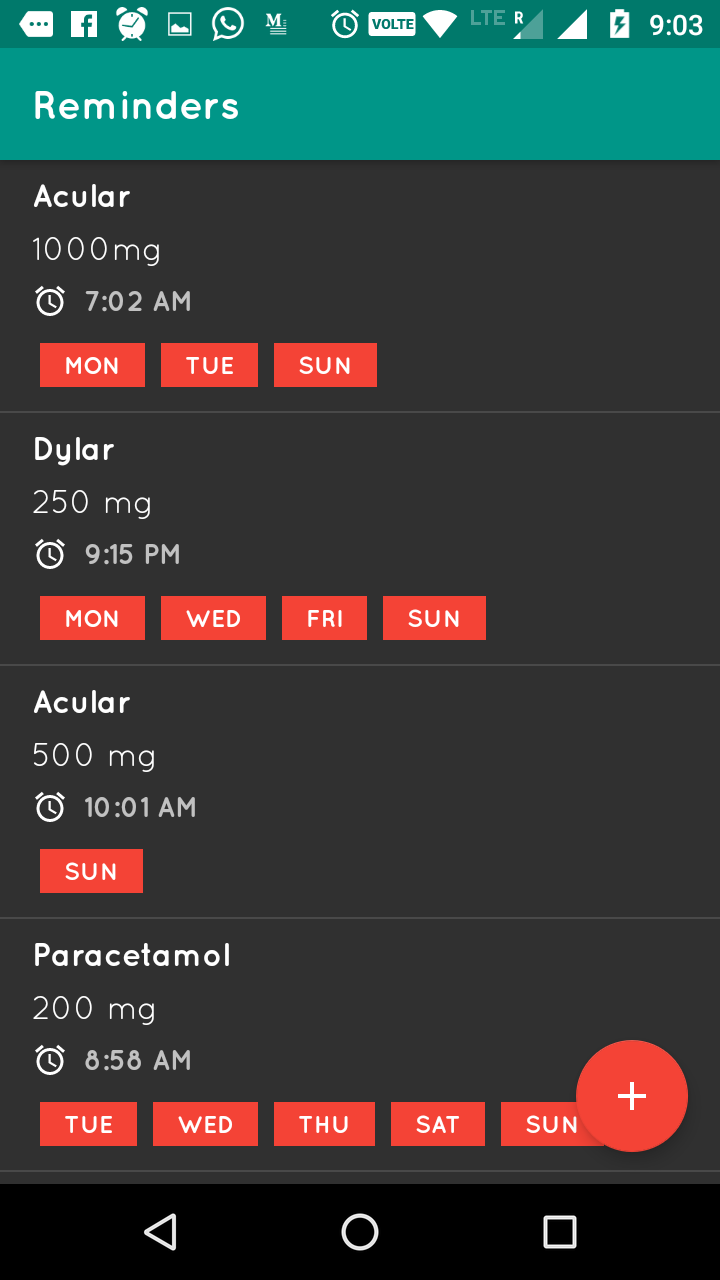 VOLTE LTE R 9:03
Reminders
Acular
1000mg
7:02 AM
MON TUE SUN
Dylar
250 mg
9:15 PM
MON WED FRI SUN
Acular
500 mg
10:01 AM
SUN
Paracetamol
200 mg
8:58 AM
TUE WED THU SAT SUN
+